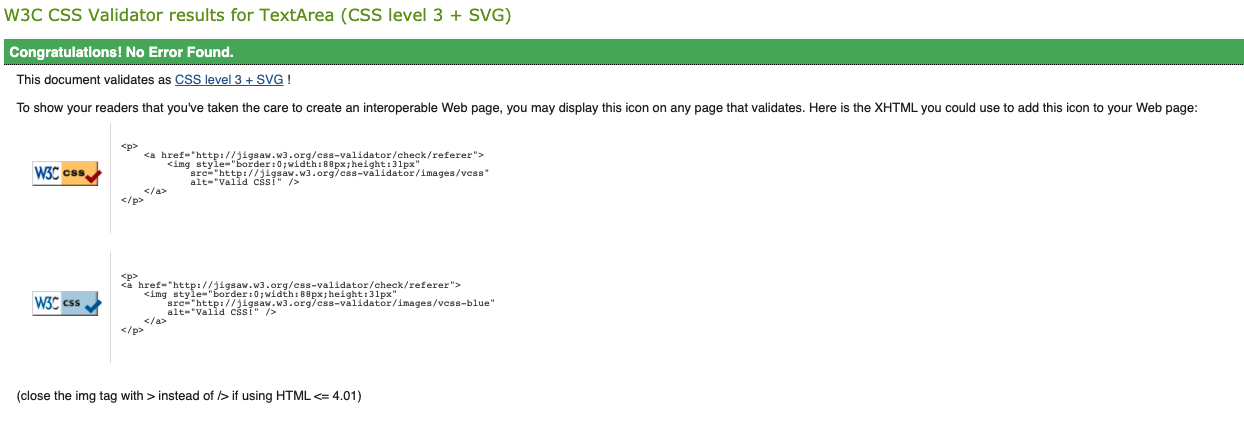 W3C CSS Validator results for TextArea (CSS level 3 + SVG)
Congratulations! No Error Found.
This document validates as CSS level 3 + SVG !
To show your readers that you've taken the care to create an interoperable Web page, you may display this icon on any page that validates. Here is the XHTML you could use to add this icon to your Web page:
W3C css
<p>
<a href="http://jigsaw.w3.org/css-validator/check/referer">
<img style="border:0;width:88px;height:31px"
src="http://jigsaw.w3.org/css-validator/images/vcss"
alt="Valid CSS!" />
</a>
</p>
W3C css
<p>
<a href="http://jigsaw.w3.org/css-validator/check/referer">
<img style="border:0;width:88px;height:31px"
src="http://jigsaw.w3.org/css-validator/images/vcss-blue"
alt="Valid CSS!" />
</a>
</p>
(close the img tag with > instead of /> if using HTML <= 4.01)